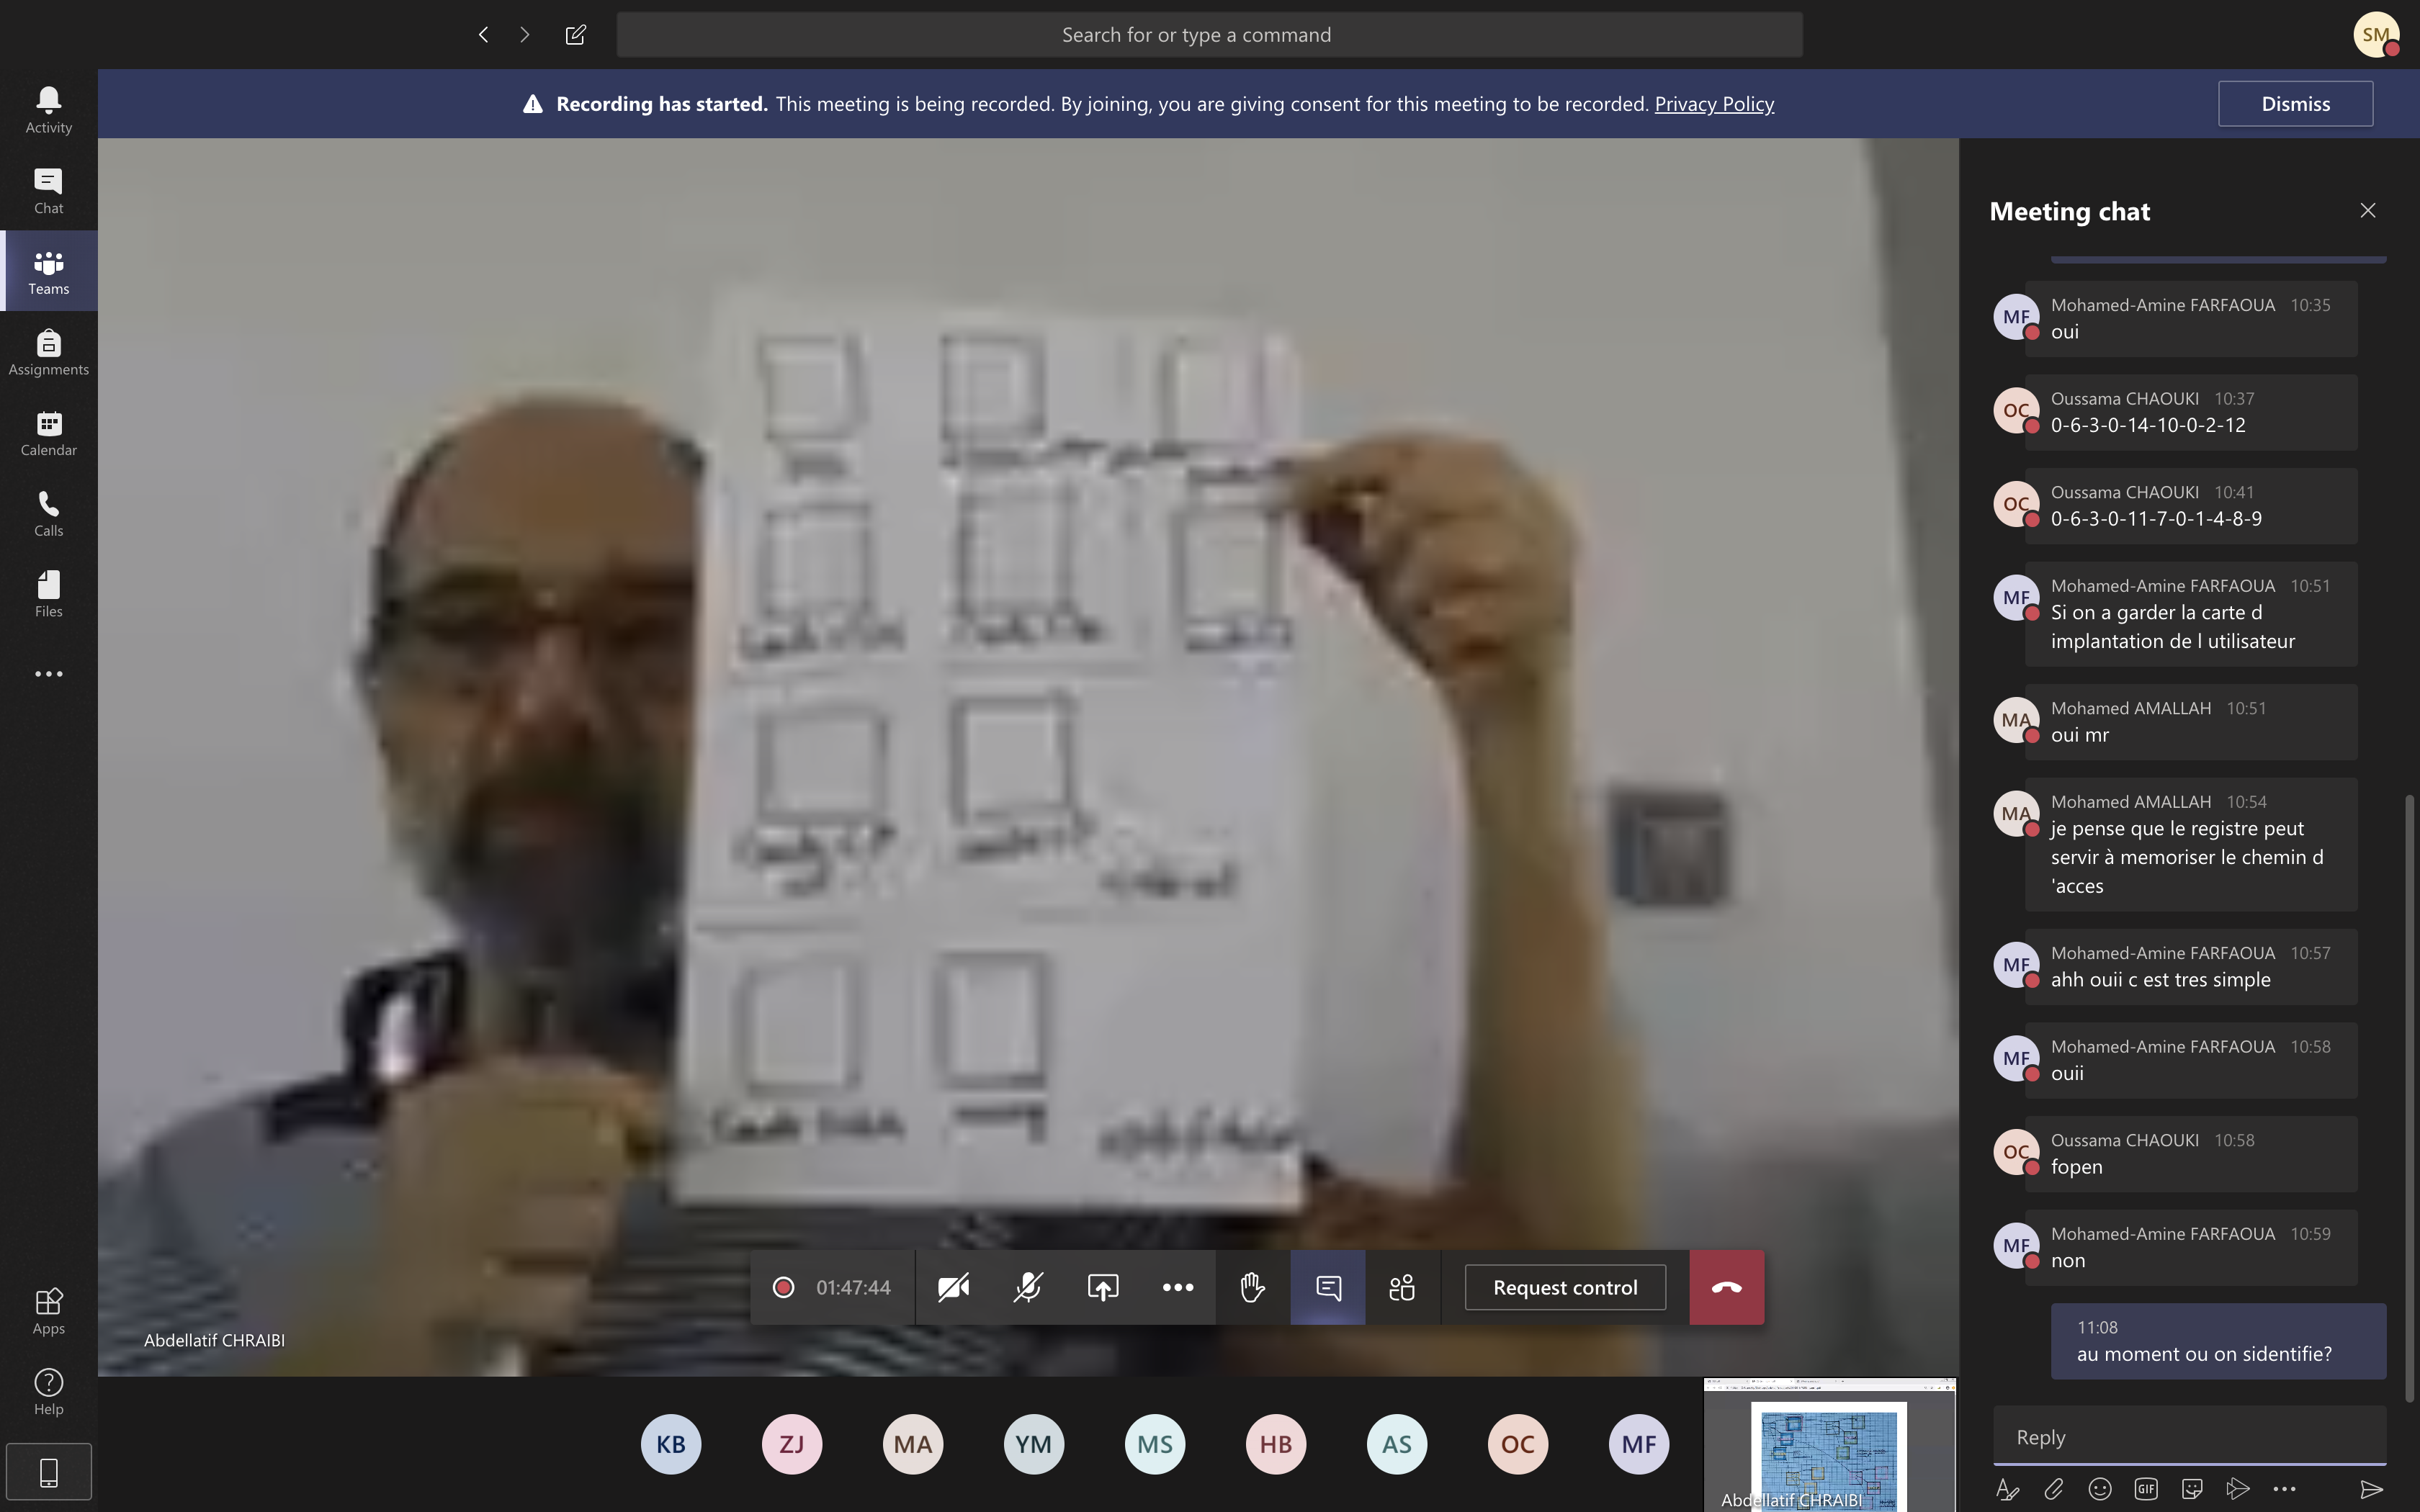 Search for or type a command
SM
Recording has started. This meeting is being recorded. By joining, you are giving consent for this meeting to be recorded. Privacy Policy
Dismiss
Activity
Chat
Teams
Assignments
Calendar
Calls
Files
Apps
Help
01:47:44
Request control
Abdellatif CHRAIBI
KB
ZJ
MA
YM
MS
HB
AS
OC
MF
Abdellatif CHRAIBI
Meeting chat
MF
Mohamed-Amine FARFAOUA 10:35
oui
OC
Oussama CHAOUKI 10:37
0-6-3-0-14-10-0-2-12
OC
Oussama CHAOUKI 10:41
0-6-3-0-11-7-0-1-4-8-9
MF
Mohamed-Amine FARFAOUA 10:51
Si on a garder la carte d
implantation de l utilisateur
MA
Mohamed AMALLAH 10:51
oui mr
MA
Mohamed AMALLAH 10:54
je pense que le registre peut
servir à memoriser le chemin d
'acces
MF
Mohamed-Amine FARFAOUA 10:57
ahh ouii c est tres simple
MF
Mohamed-Amine FARFAOUA 10:58
ouii
OC
Oussama CHAOUKI 10:58
fopen
MF
Mohamed-Amine FARFAOUA 10:59
non
11:08
au moment ou on sidentifie?
Reply
GIF